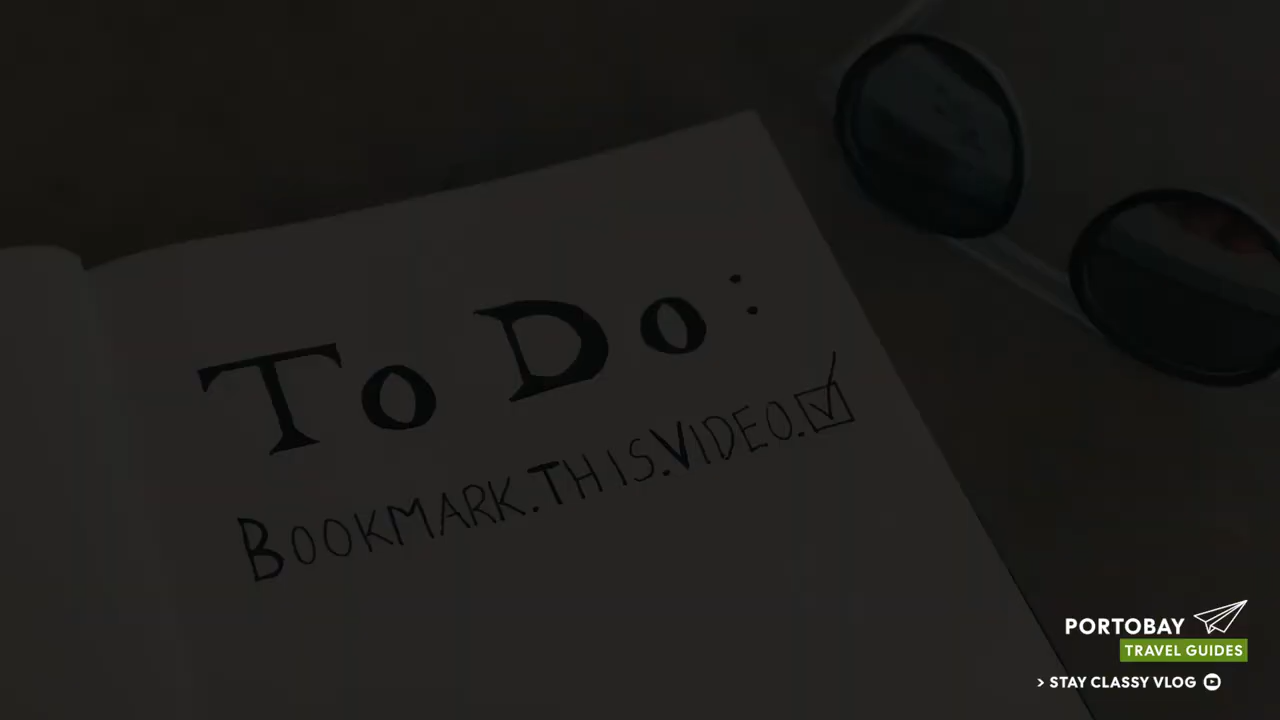 To Do:
BOOKMARK.THIS.VIDEO.
PORTOBAY
TRAVEL GUIDES
> STAY CLASSY VLOG